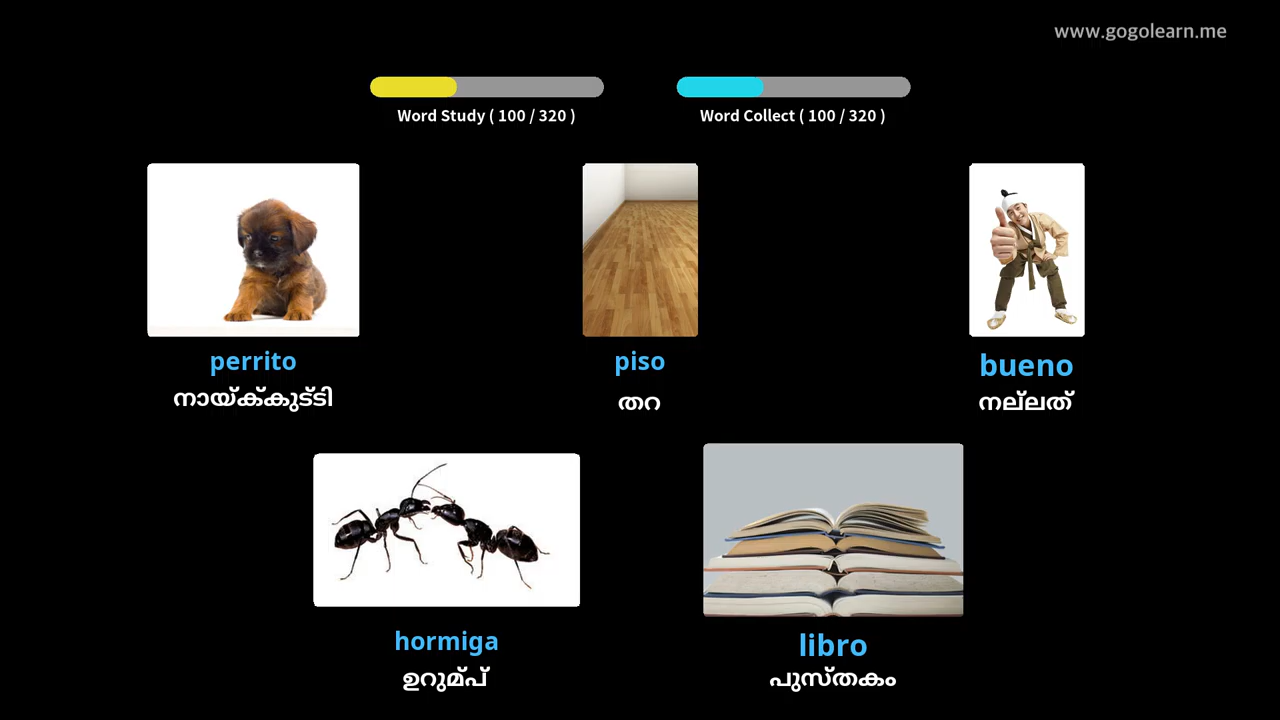 www.gogolearn.me
Word Study ( 100 / 320 )
Word Collect ( 100 / 320 )
perrito
നായ്ക്കുട്ടി
piso
തറ
bueno
നല്ലത്
hormiga
ഉറുമ്പ്
libro
പുസ്തകം